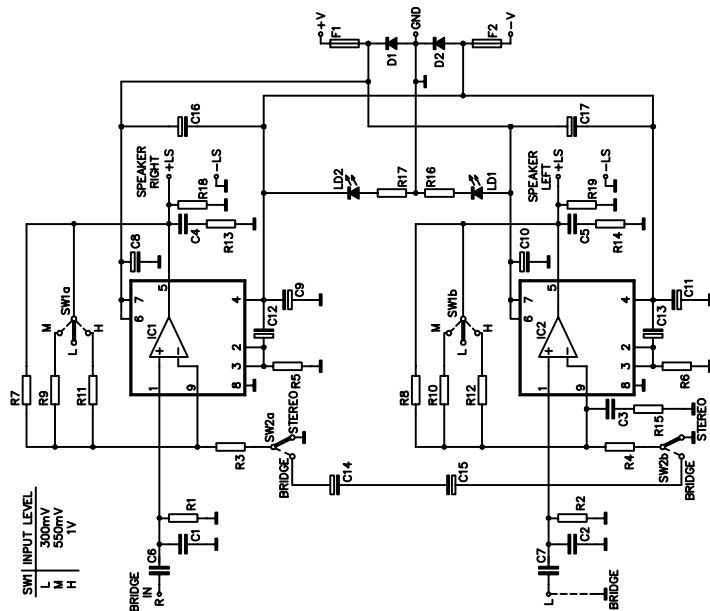 SW1 INPUT LEVEL
L 300mV
M 550mV
H 1V
R7
R9
R11
M
L
H
SW1a
BRIDGE
IN
R
C6
C1
R1
1
9
+
−
IC1
6
7
5
8
3
2
4
C8
C16
SPEAKER
RIGHT
+LS
-LS
R18
C4
R13
R3
SW2a
STEREO
BRIDGE
R5
C12
C9
C14
C15
LD2
R17
R16
LD1
+V
F1
D1
GND
D2
F2
-V
R8
R10
R12
M
L
H
SW1b
L
C7
C2
R2
BRIDGE
1
9
+
−
IC2
6
7
5
8
3
2
4
C10
C17
SPEAKER
LEFT
+LS
-LS
R19
C5
R14
C3
R15
R4
SW2b
STEREO
BRIDGE
R6
C13
C11